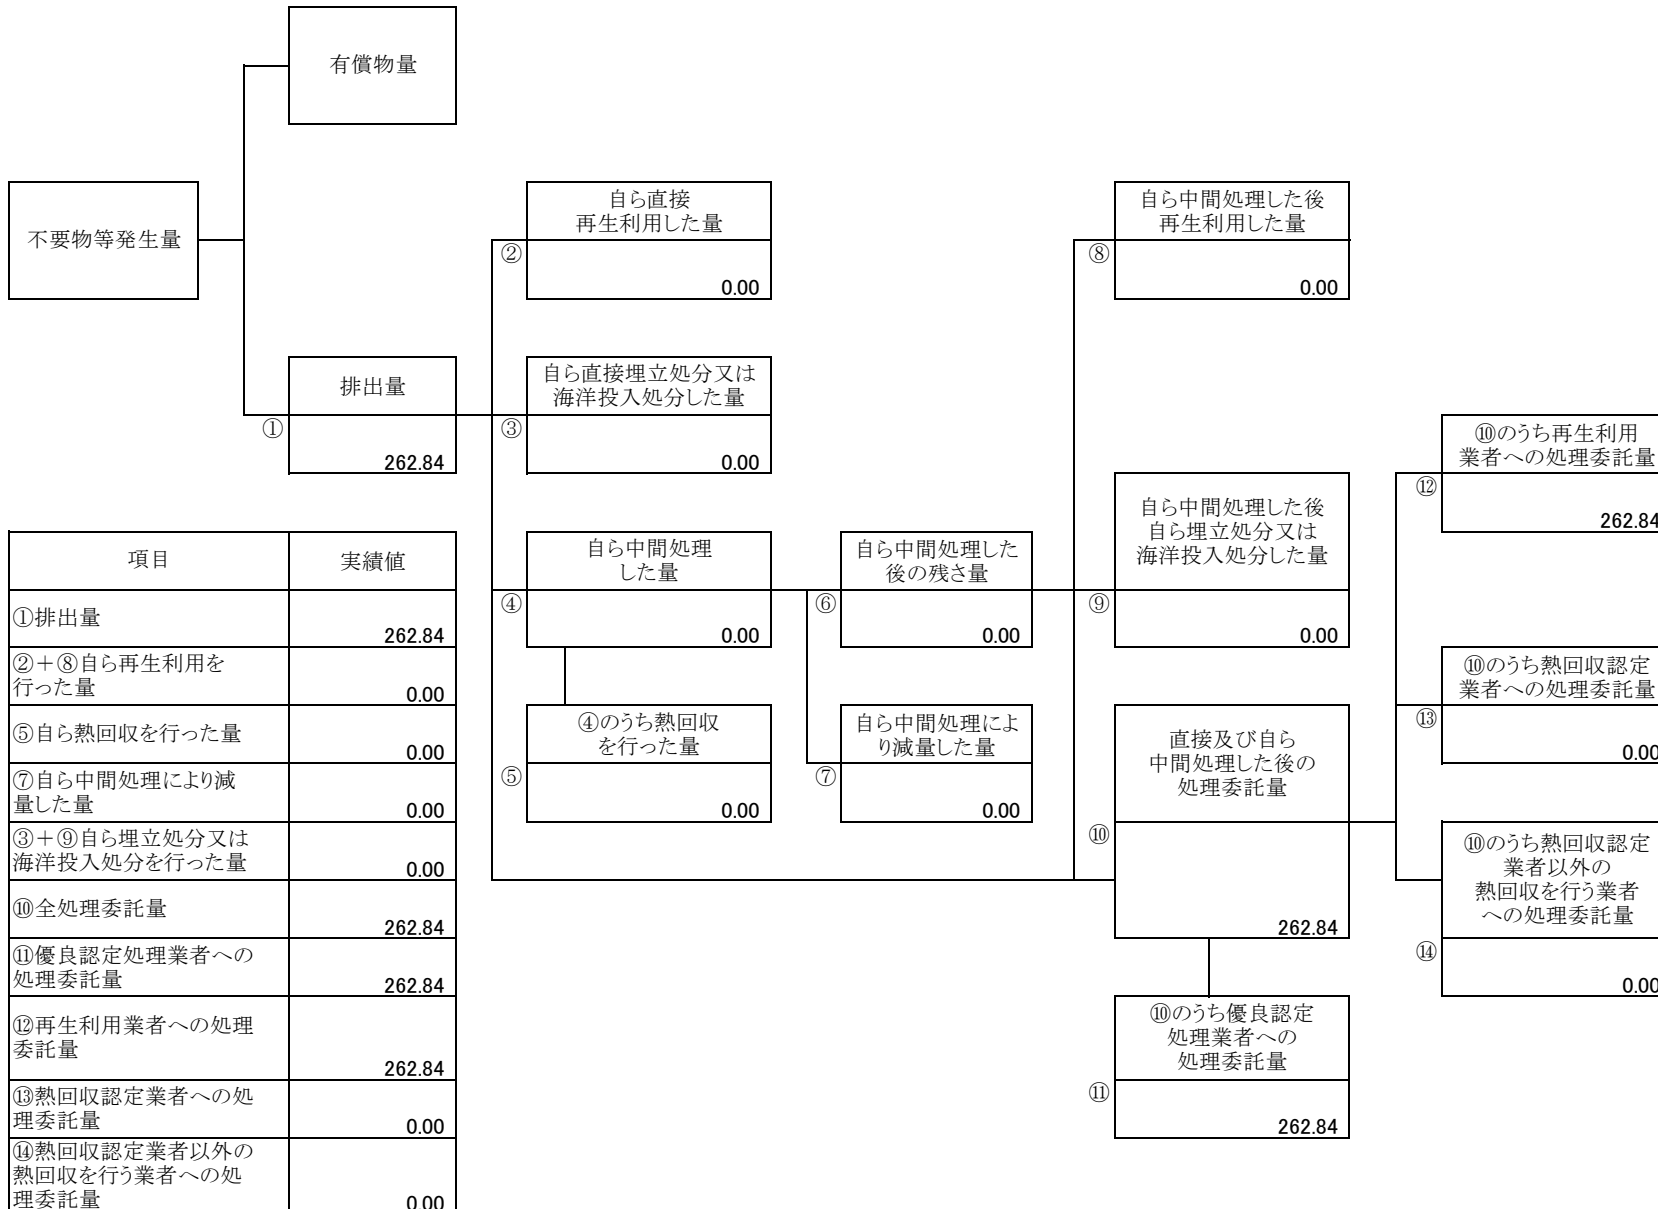 有償物量
不要物等発生量
自ら直接
再生利用した量
②
0.00
自ら中間処理した後
再生利用した量
⑧
0.00
排出量
①
262.84
自ら直接埋立処分又は
海洋投入処分した量
③
0.00
⑩のうち再生利用
業者への処理委託量
⑫
262.84
自ら中間処理
した量
④
0.00
自ら中間処理した
後の残さ量
⑥
0.00
自ら中間処理した後
自ら埋立処分又は
海洋投入処分した量
⑨
0.00
⑩のうち熱回収認定
業者への処理委託量
⑬
0.00
④のうち熱回収
を行った量
⑤
0.00
自ら中間処理によ
り減量した量
⑦
0.00
直接及び自ら
中間処理した後の
処理委託量
⑩
262.84
⑩のうち熱回収認定
業者以外の
熱回収を行う業者
への処理委託量
⑭
0.00
⑩のうち優良認定
処理業者への
処理委託量
⑪
262.84
項目 実績値
①排出量
262.84
②+⑧自ら再生利用を
行った量
0.00
⑤自ら熱回収を行った量
0.00
⑦自ら中間処理により減
量した量
0.00
③+⑨自ら埋立処分又は
海洋投入処分を行った量
0.00
⑩全処理委託量
262.84
⑪優良認定処理業者への
処理委託量
262.84
⑫再生利用業者への処理
委託量
262.84
⑬熱回収認定業者への処
理委託量
0.00
⑭熱回収認定業者以外の
熱回収を行う業者への処
理委託量
0.00